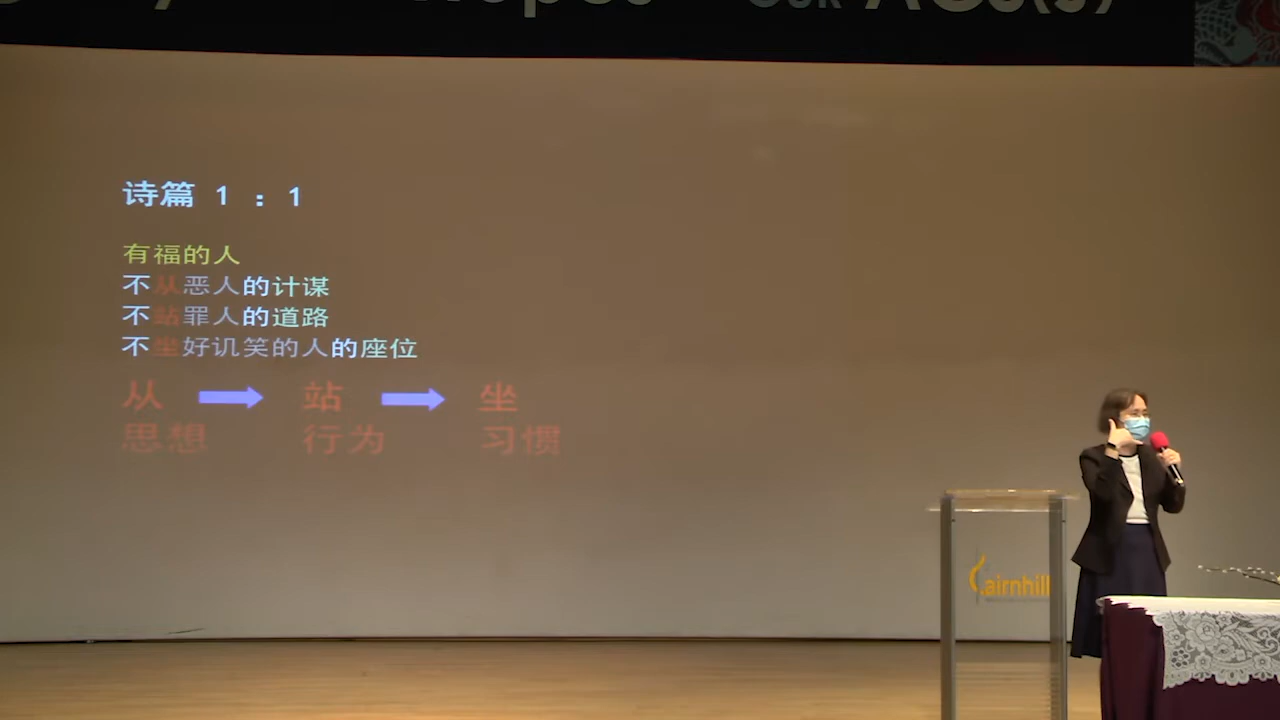 诗篇 1 : 1
有福的人
不从恶人的计谋
不站罪人的道路
不坐好讥笑的人的座位
从 站 坐
思想 行为 习惯
airnhill